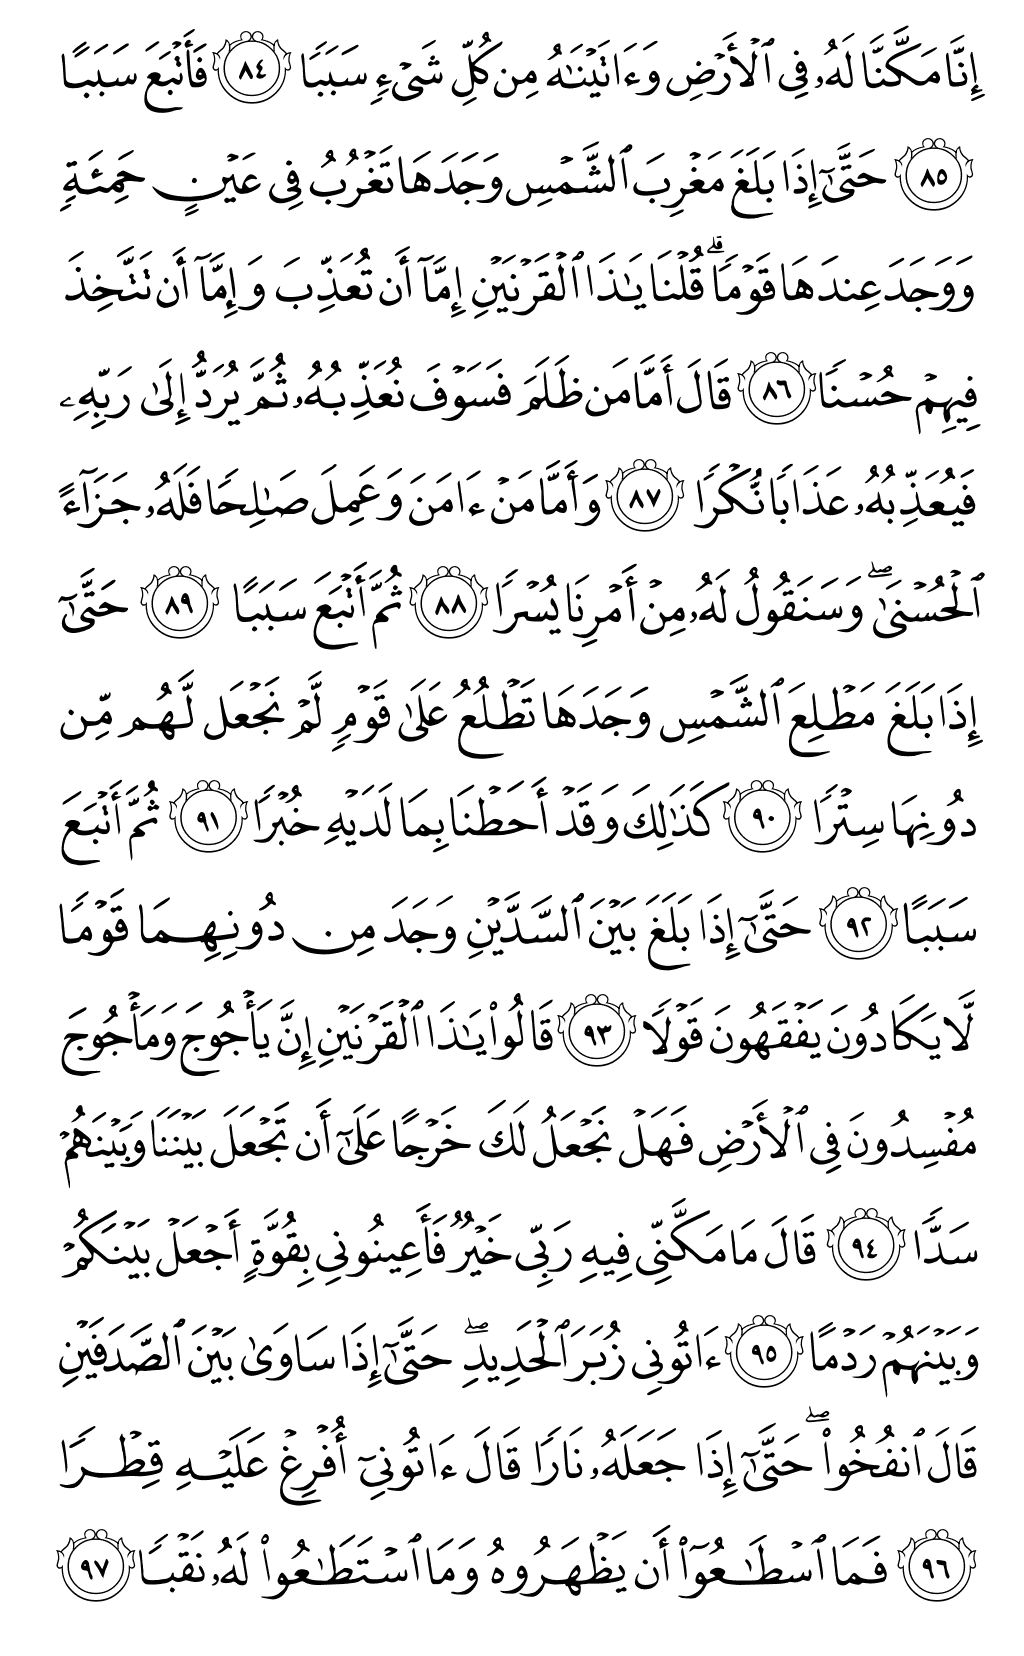 إِنَّا مَكَّنَّا لَهُۥ فِي ٱلۡأَرۡضِ وَءَاتَيۡنَٰهُ مِن كُلِّ شَيۡءٖ سَبَبٗا ٨٤ فَأَتۡبَعَ سَبَبًا
٨٥ حَتَّىٰٓ إِذَا بَلَغَ مَغۡرِبَ ٱلشَّمۡسِ وَجَدَهَا تَغۡرُبُ فِي عَيۡنٍ حَمِئَةٖ
وَوَجَدَ عِندَهَا قَوۡمٗاۖ قُلۡنَا يَٰذَا ٱلۡقَرۡنَيۡنِ إِمَّآ أَن تُعَذِّبَ وَإِمَّآ أَن تَتَّخِذَ
فِيهِمۡ حُسۡنٗا ٨٦ قَالَ أَمَّا مَن ظَلَمَ فَسَوۡفَ نُعَذِّبُهُۥ ثُمَّ يُرَدُّ إِلَىٰ رَبِّهِۦ
فَيُعَذِّبُهُۥ عَذَابٗا نُّكۡرٗا ٨٧ وَأَمَّا مَنۡ ءَامَنَ وَعَمِلَ صَٰلِحٗا فَلَهُۥ جَزَآءً
ٱلۡحُسۡنَىٰۖ وَسَنَقُولُ لَهُۥ مِنۡ أَمۡرِنَا يُسۡرٗا ٨٨ ثُمَّ أَتۡبَعَ سَبَبًا ٨٩ حَتَّىٰٓ
إِذَا بَلَغَ مَطۡلِعَ ٱلشَّمۡسِ وَجَدَهَا تَطۡلُعُ عَلَىٰ قَوۡمٖ لَّمۡ نَجۡعَل لَّهُم مِّن
دُونِهَا سِتۡرٗا ٩٠ كَذَٰلِكَ وَقَدۡ أَحَطۡنَا بِمَا لَدَيۡهِ خُبۡرٗا ٩١ ثُمَّ أَتۡبَعَ
سَبَبًا ٩٢ حَتَّىٰٓ إِذَا بَلَغَ بَيۡنَ ٱلسَّدَّيۡنِ وَجَدَ مِن دُونِهِمَا قَوۡمٗا
لَّا يَكَادُونَ يَفۡقَهُونَ قَوۡلٗا ٩٣ قَالُواْ يَٰذَا ٱلۡقَرۡنَيۡنِ إِنَّ يَأۡجُوجَ وَمَأۡجُوجَ
مُفۡسِدُونَ فِي ٱلۡأَرۡضِ فَهَلۡ نَجۡعَلُ لَكَ خَرۡجًا عَلَىٰٓ أَن تَجۡعَلَ بَيۡنَنَا وَبَيۡنَهُمۡ
سَدّٗا ٩٤ قَالَ مَا مَكَّنِّي فِيهِ رَبِّي خَيۡرٞ فَأَعِينُونِي بِقُوَّةٍ أَجۡعَلۡ بَيۡنَكُمۡ
وَبَيۡنَهُمۡ رَدۡمًا ٩٥ ءَاتُونِي زُبَرَ ٱلۡحَدِيدِۖ حَتَّىٰٓ إِذَا سَاوَىٰ بَيۡنَ ٱلصَّدَفَيۡنِ
قَالَ ٱنفُخُواْۖ حَتَّىٰٓ إِذَا جَعَلَهُۥ نَارٗا قَالَ ءَاتُونِيٓ أُفۡرِغۡ عَلَيۡهِ قِطۡرٗا
٩٦ فَمَا ٱسۡطَٰعُوٓاْ أَن يَظۡهَرُوهُ وَمَا ٱسۡتَطَٰعُواْ لَهُۥ نَقۡبٗا ٩٧